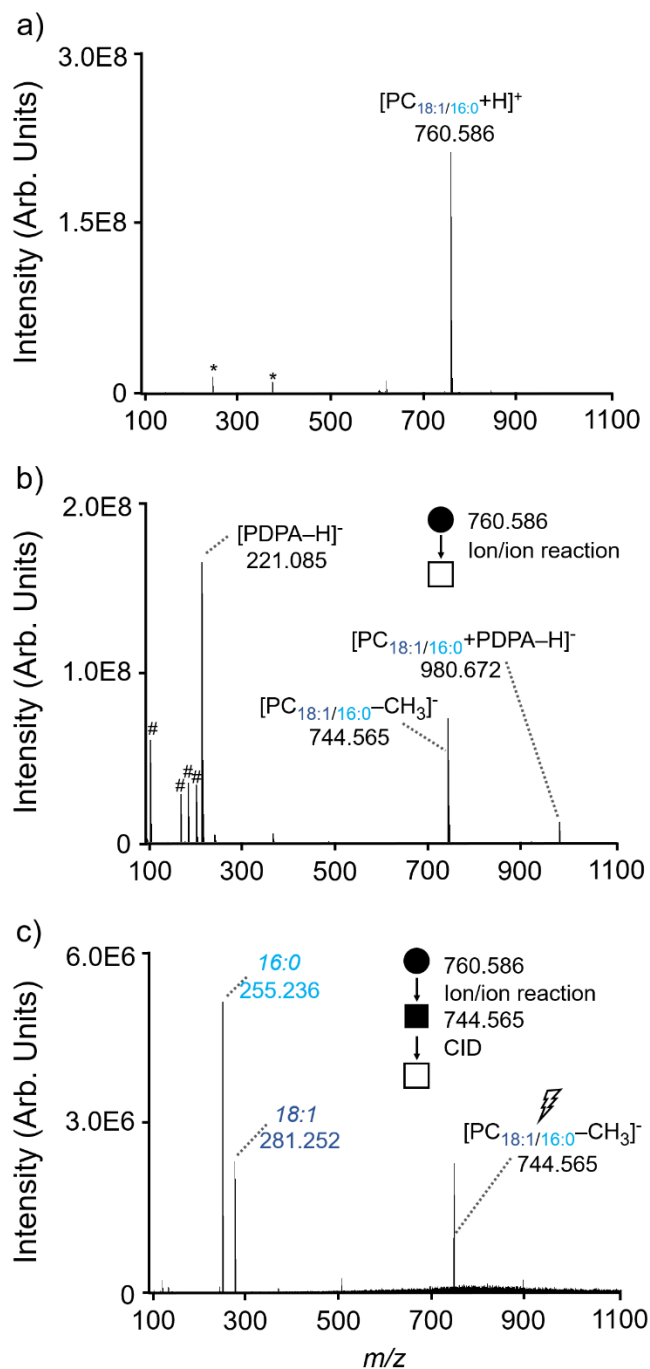 a)
Intensity (Arb. Units)
3.0E8
1.5E8
0
[PC18:1/16:0+H]+
760.586
*
*
100 300 500 700 900 1100
b)
Intensity (Arb. Units)
2.0E8
1.0E8
0
[PDPA–H]-
221.085
760.586
Ion/ion reaction
[PC18:1/16:0+PDPA–H]-
980.672
[PC18:1/16:0–CH3]-
744.565
#
#
#
#
100 300 500 700 900 1100
c)
Intensity (Arb. Units)
6.0E6
3.0E6
0
16:0
255.236
18:1
281.252
760.586
Ion/ion reaction
744.565
CID
[PC18:1/16:0–CH3]-
744.565
100 300 500 700 900 1100
m/z